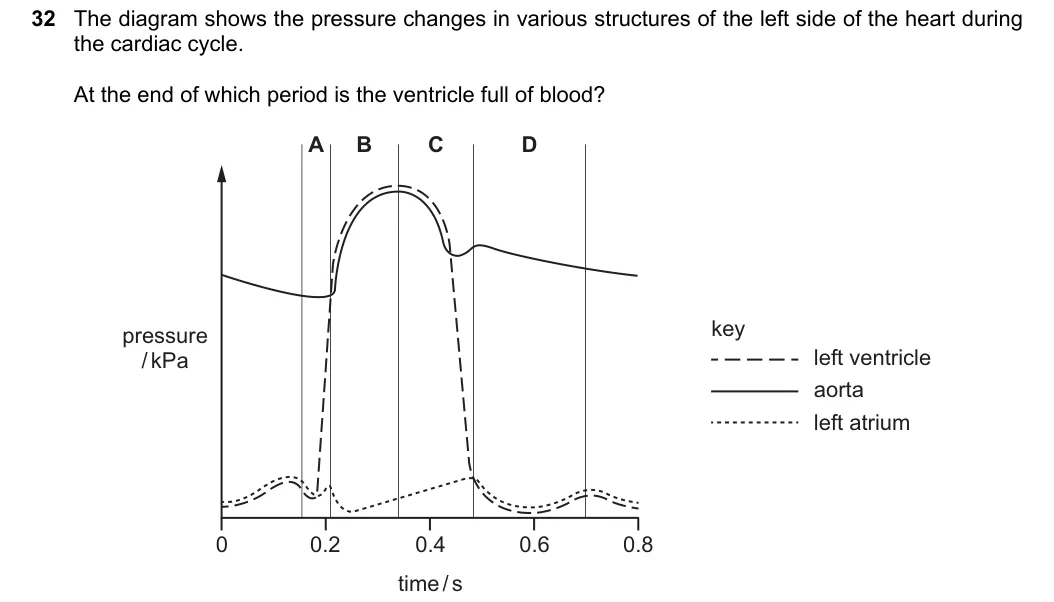 32 The diagram shows the pressure changes in various structures of the left side of the heart during
the cardiac cycle.
At the end of which period is the ventricle full of blood?
A B C D
pressure
/ kPa
0 0.2 0.4 0.6 0.8
time / s
key
left ventricle
aorta
left atrium